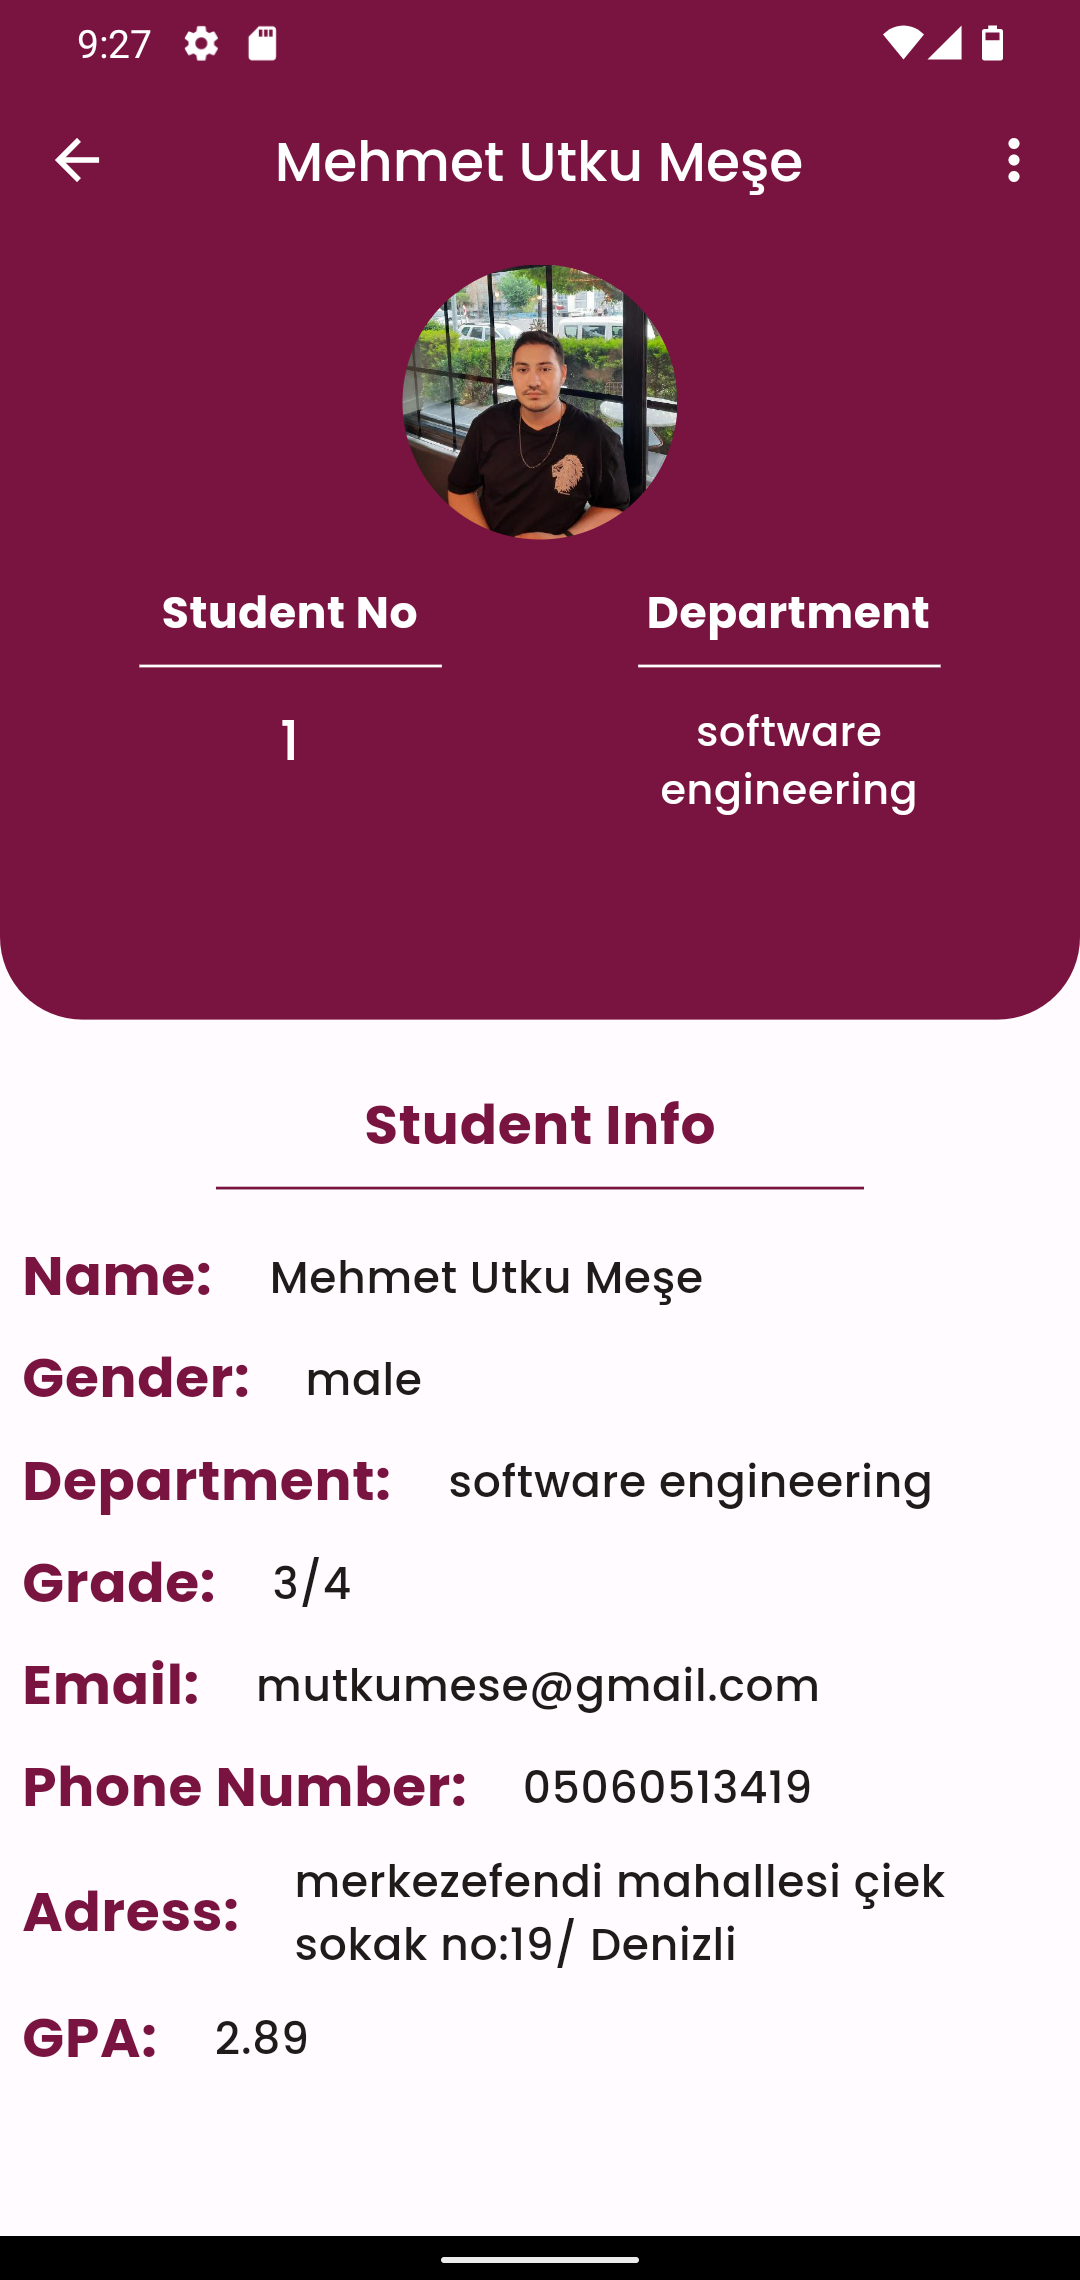 9:27
Mehmet Utku Meşe
Student No
Department
1
software
engineering
Student Info
Name: Mehmet Utku Meşe
Gender: male
Department: software engineering
Grade: 3/4
Email: mutkumese@gmail.com
Phone Number: 05060513419
Adress: merkezefendi mahallesi çiek
sokak no:19/ Denizli
GPA: 2.89